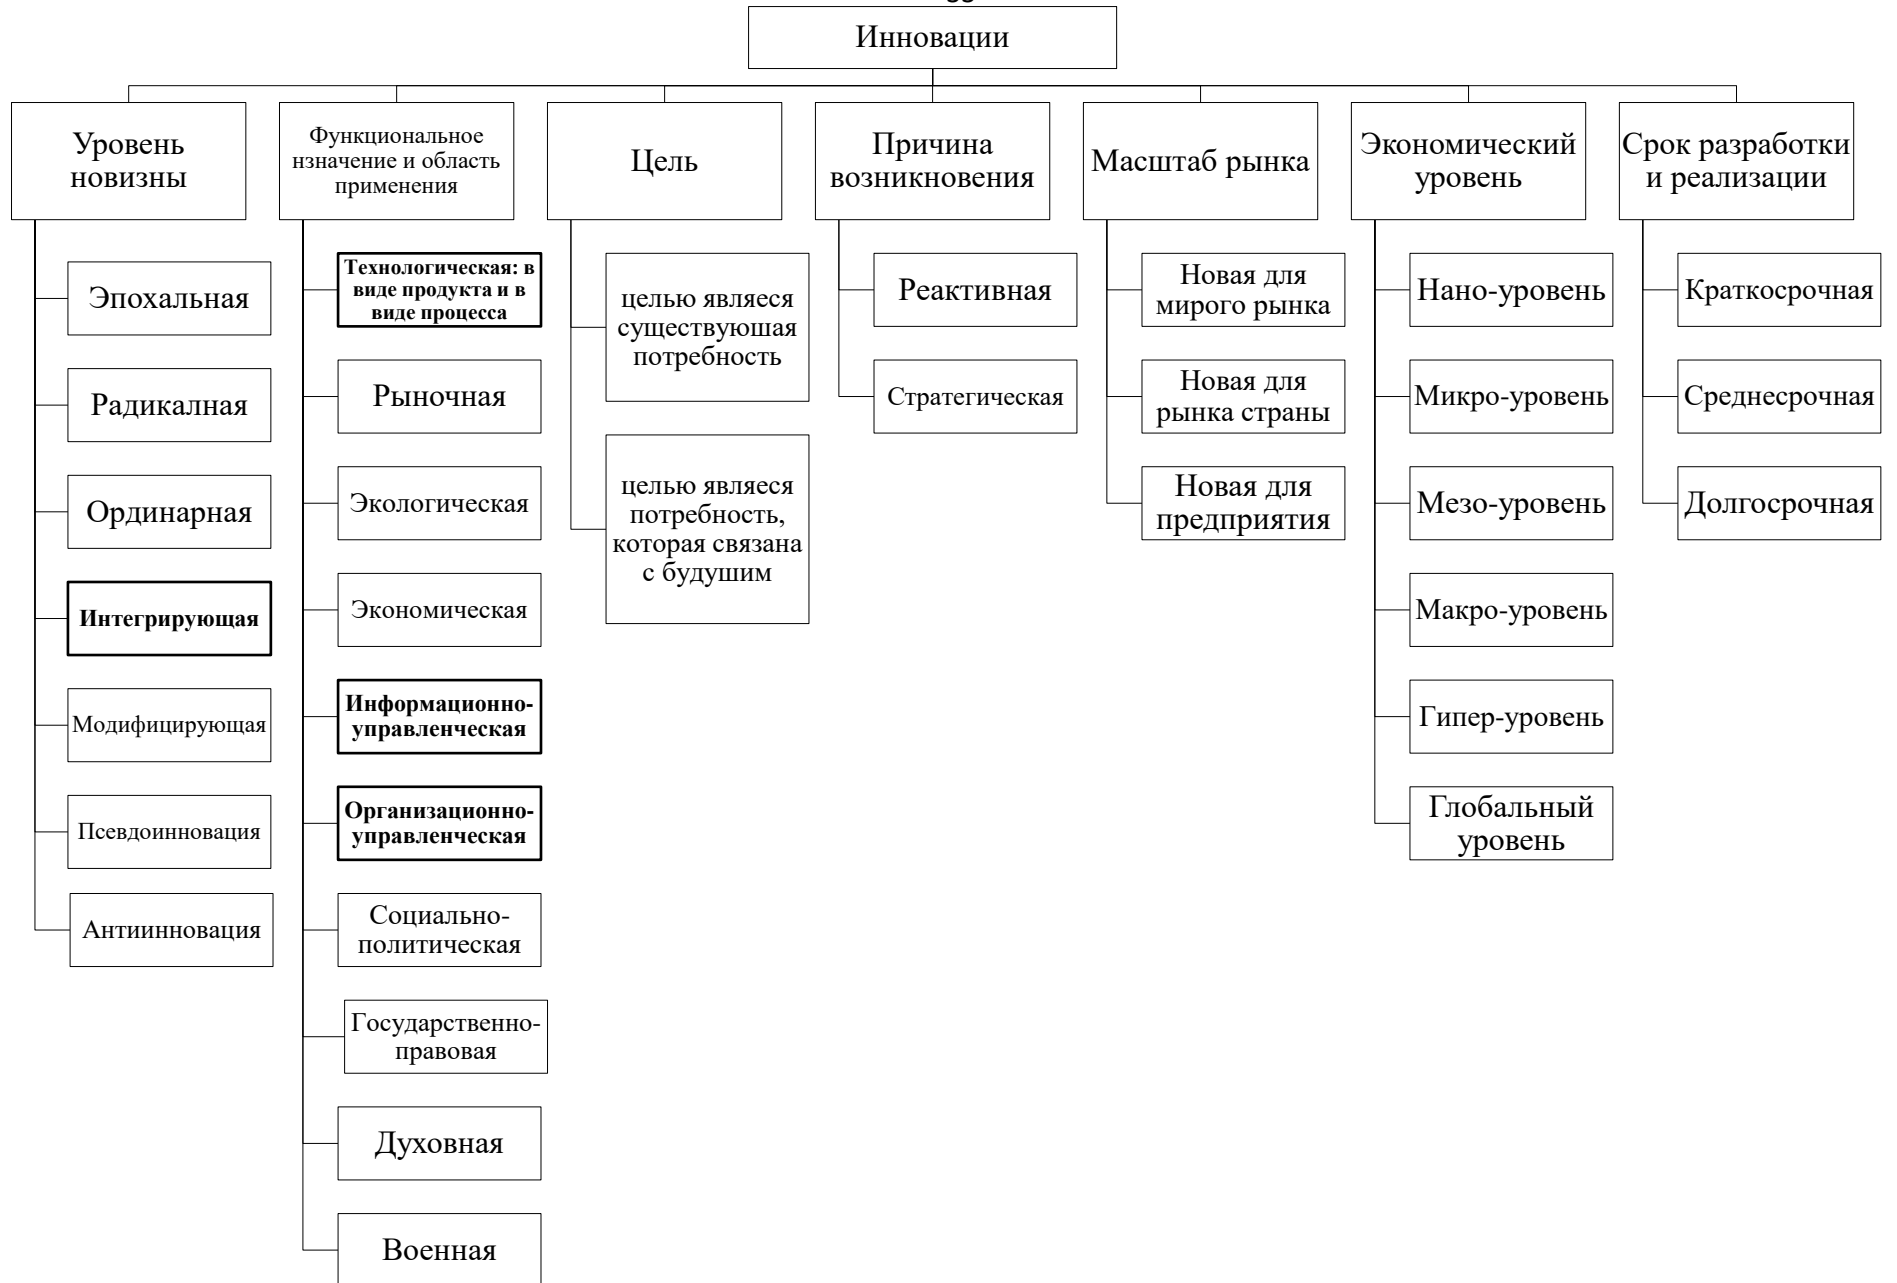 Инновации
Уровень
новизны
Эпохальная
Радикалная
Ординарная
Интегрирующая
Модифицирующая
Псевдоинновация
Антиинновация
Функциональное
нзначение и область
применения
Технологическая: в
виде продукта и в
виде процесса
Рыночная
Экологическая
Экономическая
Информационно-
управленческая
Организационно-
управленческая
Социально-
политическая
Государственно-
правовая
Духовная
Военная
Цель
целью являеся
существуюшая
потребность
целью являеся
потребность,
которая связана
с будушим
Причина
возникновения
Реактивная
Стратегическая
Масштаб рынка
Новая для
мирого рынка
Новая для
рынка страны
Новая для
предприятия
Экономический
уровень
Нано-уровень
Микро-уровень
Мезо-уровень
Макро-уровень
Гипер-уровень
Глобальный
уровень
Срок разработки
и реализации
Краткосрочная
Среднесрочная
Долгосрочная